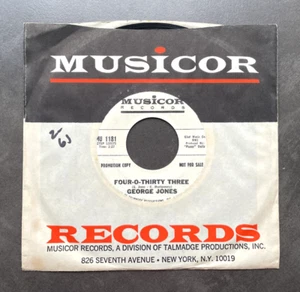 MUSICOR
2/67
MUSICOR
RECORDS
MU 1181
PROMOTION COPY
NOT FOR SALE
FOUR-O-THIRTY THREE
GEORGE JONES
RECORDS
MUSICOR RECORDS, A DIVISION OF TALMADGE PRODUCTIONS, INC.
826 SEVENTH AVENUE • NEW YORK, N.Y. 10019